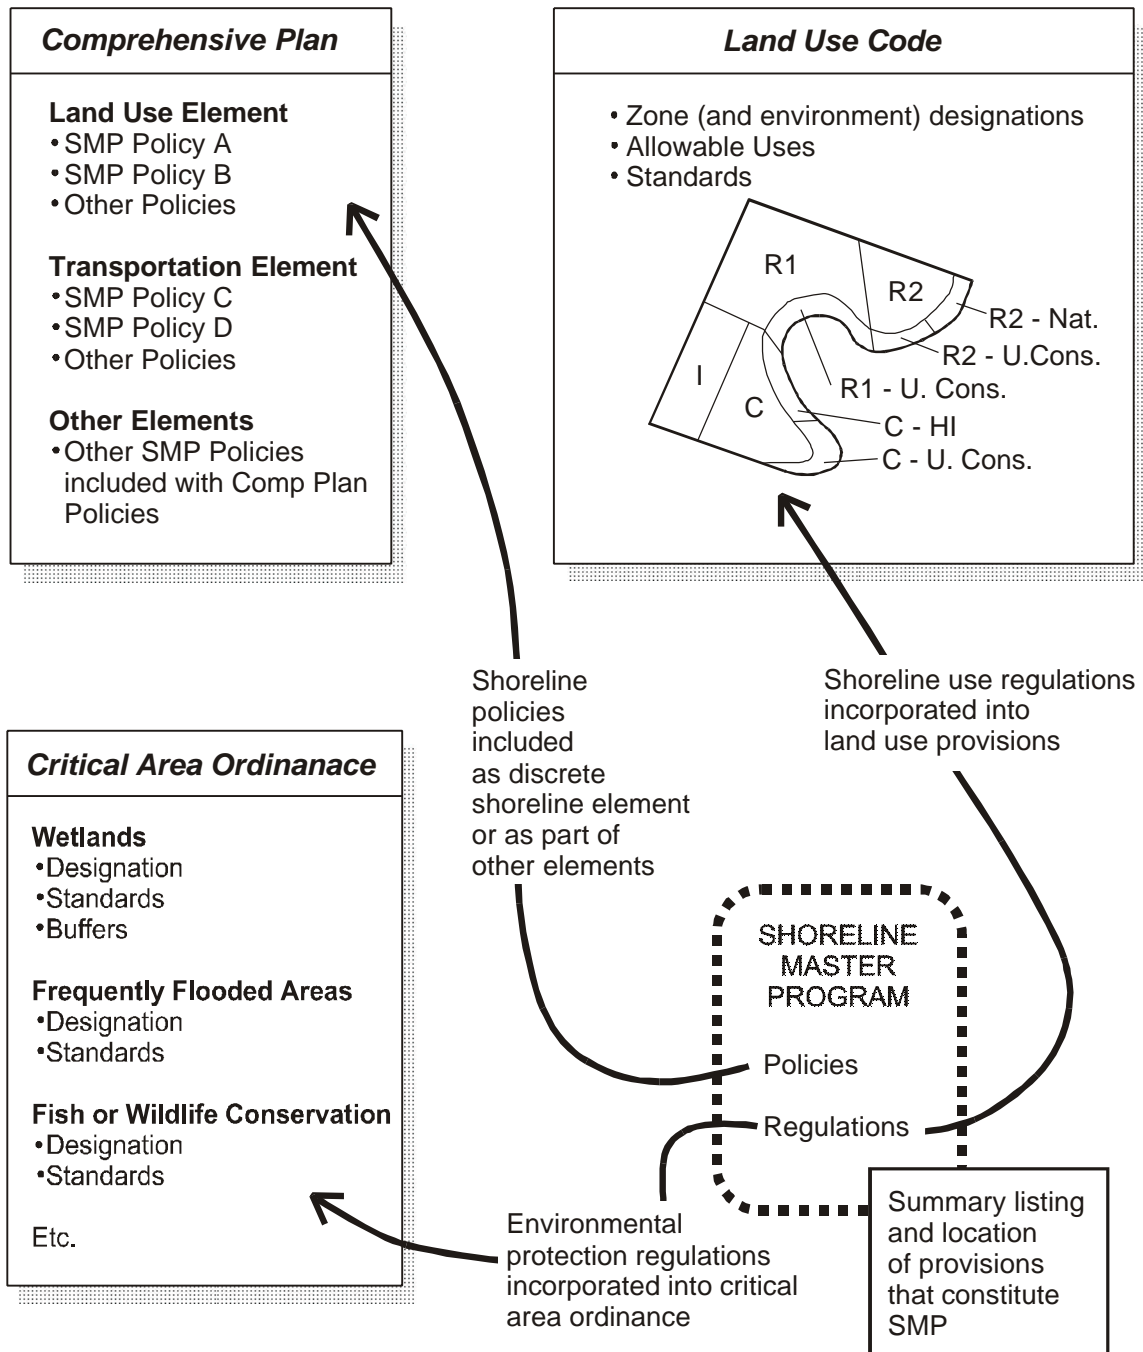 Comprehensive Plan
Land Use Element
• SMP Policy A
• SMP Policy B
• Other Policies
Transportation Element
• SMP Policy C
• SMP Policy D
• Other Policies
Other Elements
• Other SMP Policies
included with Comp Plan
Policies
Land Use Code
• Zone (and environment) designations
• Allowable Uses
• Standards
R1
R2
R2 - Nat.
R2 - U.Cons.
I
R1 - U. Cons.
C
C - HI
C - U. Cons.
Shoreline
policies
included
as discrete
shoreline element
or as part of
other elements
Shoreline use regulations
incorporated into
land use provisions
Critical Area Ordinanace
Wetlands
•Designation
•Standards
•Buffers
Frequently Flooded Areas
•Designation
•Standards
Fish or Wildlife Conservation
•Designation
•Standards
Etc.
SHORELINE
MASTER
PROGRAM
Policies
Regulations
Environmental
protection regulations
incorporated into critical
area ordinance
Summary listing
and location
of provisions
that constitute
SMP